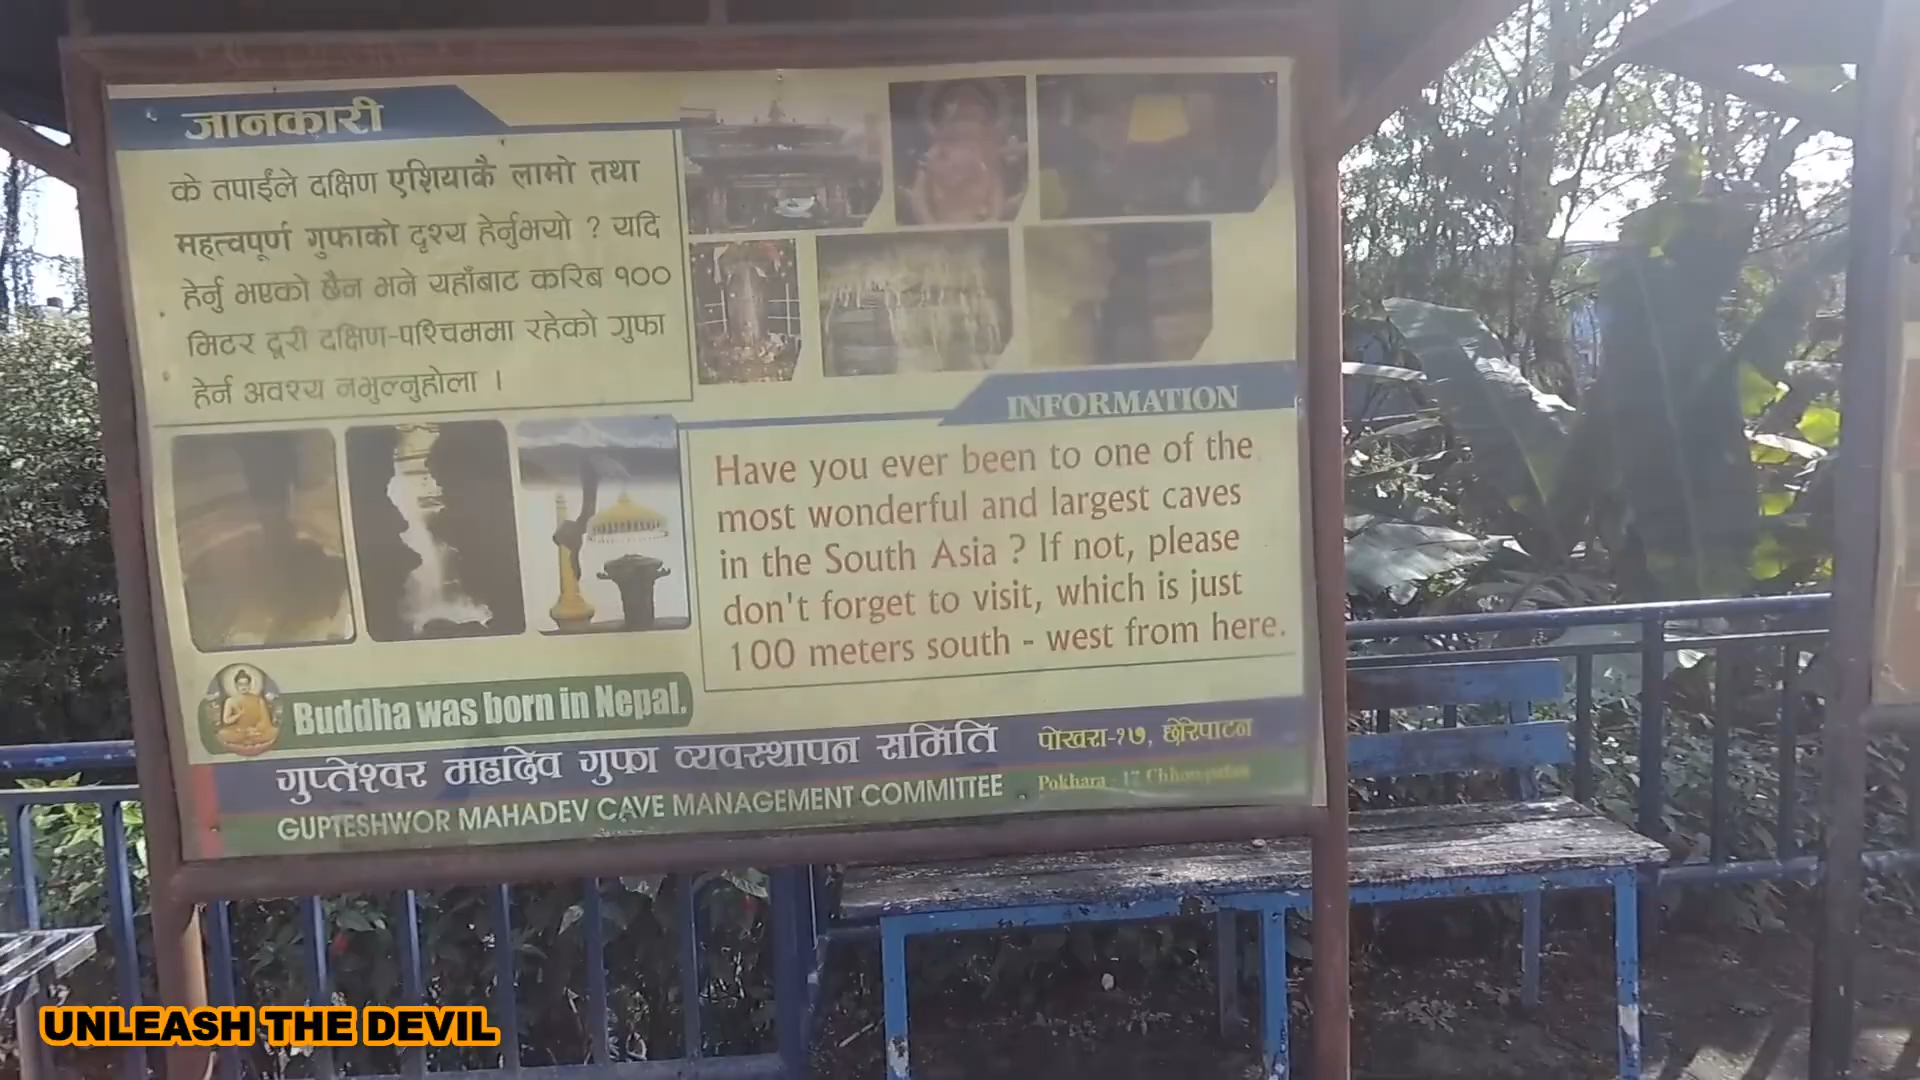 जानकारी
के तपाईंले दक्षिण एशियाकै लामो तथा
महत्वपूर्ण गुफाको दृश्य हेर्नुभयो ? यदि
हेर्नु भएको छैन भने यहाँबाट करिब १००
मिटर दूरी दक्षिण-पश्चिममा रहेको गुफा
हेर्न अवश्य नभुल्नुहोला ।
INFORMATION
Have you ever been to one of the
most wonderful and largest caves
in the South Asia ? If not, please
don't forget to visit, which is just
100 meters south - west from here.
Buddha was born in Nepal.
गुप्तेश्वर महादेव गुफा व्यवस्थापन समिति
पोखरा-१७, छोरेपाटन
GUPTESHWOR MAHADEV CAVE MANAGEMENT COMMITTEE
Pokhara - 17 Chhorepatan
UNLEASH THE DEVIL